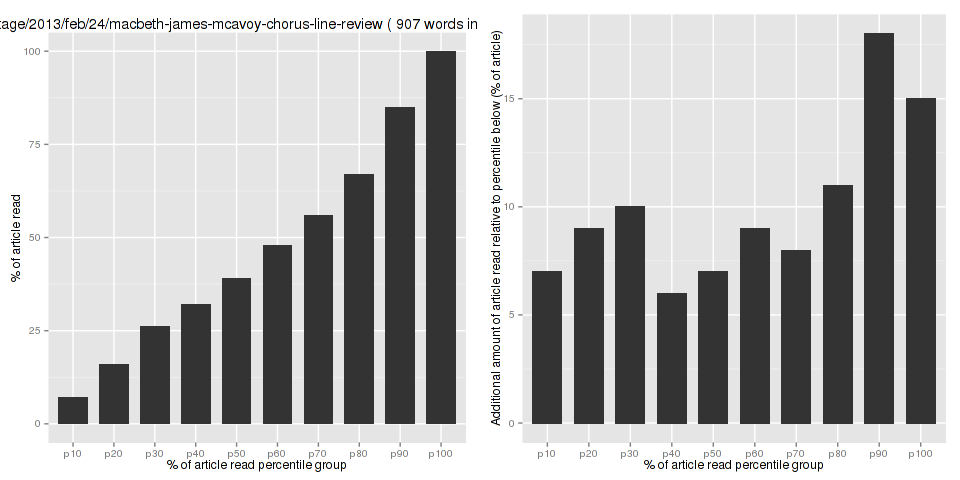 tage/2013/feb/24/macbeth-james-mcavoy-chorus-line-review ( 907 words in
% of article read
100
75
50
25
0
p10 p20 p30 p40 p50 p60 p70 p80 p90 p100
% of article read percentile group
Additional amount of article read relative to percentile below (% of article)
15
10
5
0
p10 p20 p30 p40 p50 p60 p70 p80 p90 p100
% of article read percentile group